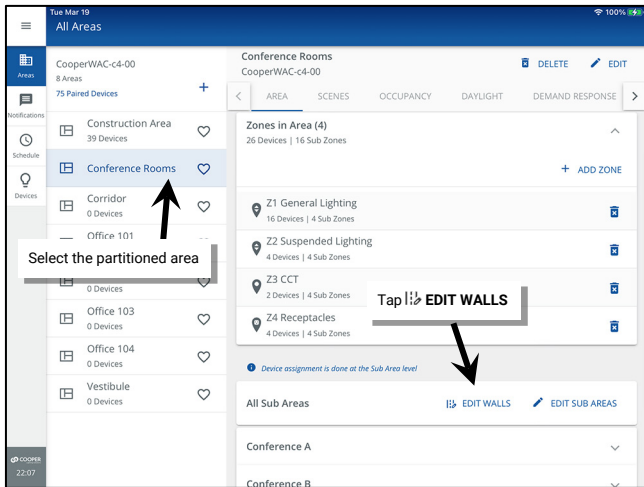 Tue Mar 19
100%
All Areas
CooperWAC-c4-00
8 Areas
75 Paired Devices
+
Areas
Notifications
Schedule
Devices
Construction Area
39 Devices
Conference Rooms
Corridor
0 Devices
Office 101
Select the partitioned area
0 Devices
Office 103
0 Devices
Office 104
0 Devices
Vestibule
0 Devices
COOPER
22:07
Conference Rooms
CooperWAC-c4-00
DELETE
EDIT
< AREA SCENES OCCUPANCY DAYLIGHT DEMAND RESPONSE >
Zones in Area (4)
26 Devices | 16 Sub Zones
+ ADD ZONE
Z1 General Lighting
16 Devices | 4 Sub Zones
Z2 Suspended Lighting
4 Devices | 4 Sub Zones
Z3 CCT
2 Devices | 4 Sub Zones
Tap EDIT WALLS
Z4 Receptacles
4 Devices | 4 Sub Zones
Device assignment is done at the Sub Area level
All Sub Areas
EDIT WALLS
EDIT SUB AREAS
Conference A
Conference B